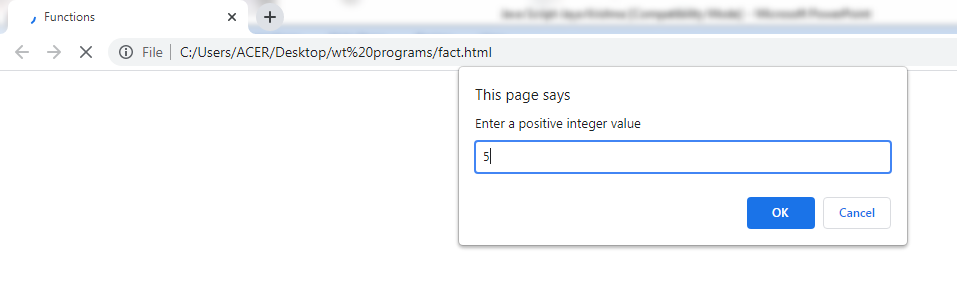 Functions
File C:/Users/ACER/Desktop/wt%20programs/fact.html
This page says
Enter a positive integer value
5
OK Cancel